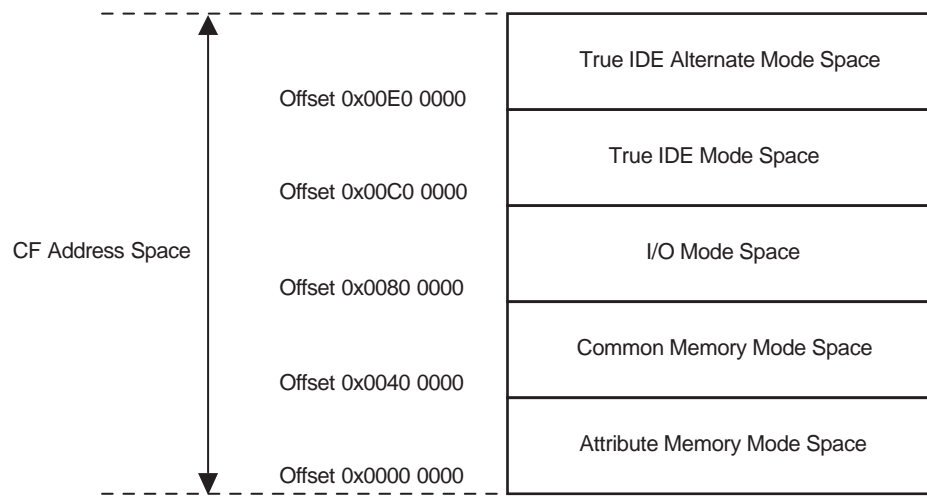 True IDE Alternate Mode Space
Offset 0x00E0 0000
True IDE Mode Space
Offset 0x00C0 0000
CF Address Space
I/O Mode Space
Offset 0x0080 0000
Common Memory Mode Space
Offset 0x0040 0000
Attribute Memory Mode Space
Offset 0x0000 0000